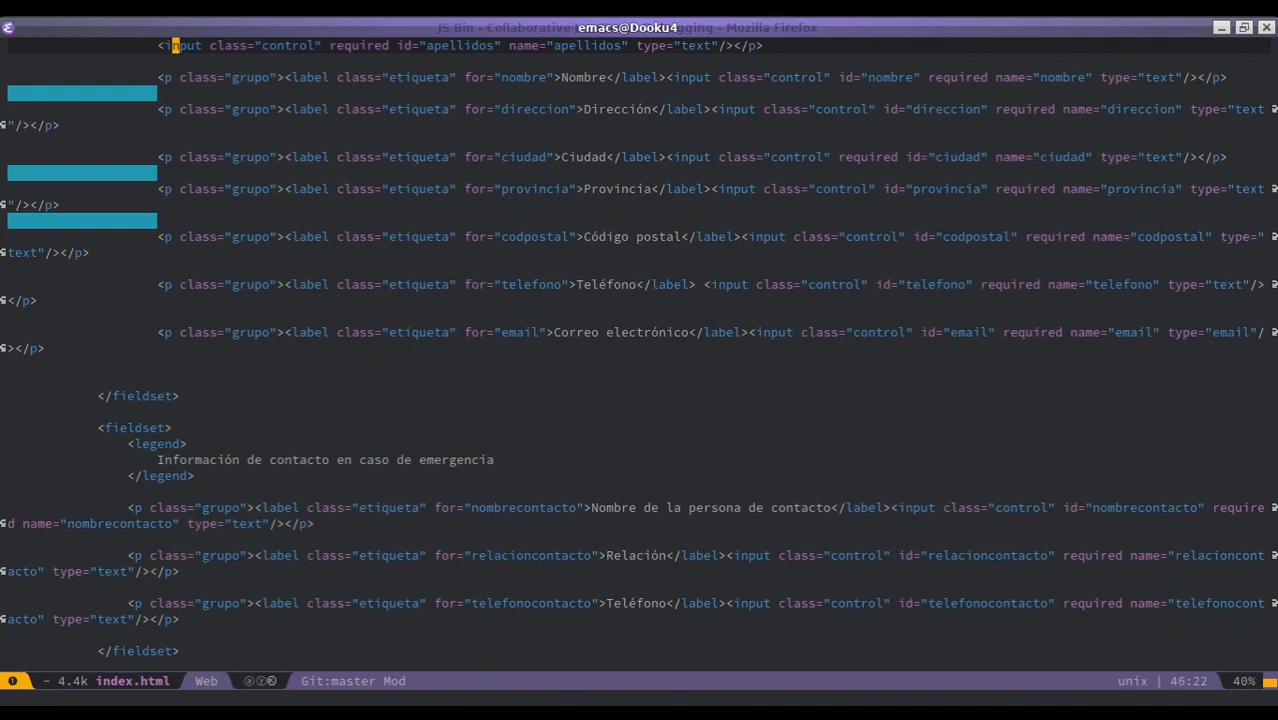 JS Bin - Collaborative emacs@Dooku4 gging - Mozilla Firefox
<input class="control" required id="apellidos" name="apellidos" type="text"/></p>
<p class="grupo"><label class="etiqueta" for="nombre">Nombre</label><input class="control" id="nombre" required name="nombre" type="text"/></p>
<p class="grupo"><label class="etiqueta" for="direccion">Dirección</label><input class="control" id="direccion" required name="direccion" type="text
"/></p>
<p class="grupo"><label class="etiqueta" for="ciudad">Ciudad</label><input class="control" required id="ciudad" name="ciudad" type="text"/></p>
<p class="grupo"><label class="etiqueta" for="provincia">Provincia</label><input class="control" id="provincia" required name="provincia" type="text
"/></p>
<p class="grupo"><label class="etiqueta" for="codpostal">Código postal</label><input class="control" id="codpostal" required name="codpostal" type="
text"/></p>
<p class="grupo"><label class="etiqueta" for="telefono">Teléfono</label> <input class="control" id="telefono" required name="telefono" type="text"/>
</p>
<p class="grupo"><label class="etiqueta" for="email">Correo electrónico</label><input class="control" id="email" required name="email" type="email"/
></p>
</fieldset>
<fieldset>
<legend>
Información de contacto en caso de emergencia
</legend>
<p class="grupo"><label class="etiqueta" for="nombrecontacto">Nombre de la persona de contacto</label><input class="control" id="nombrecontacto" require
d name="nombrecontacto" type="text"/></p>
<p class="grupo"><label class="etiqueta" for="relacioncontacto">Relación</label><input class="control" id="relacioncontacto" required name="relacioncont
acto" type="text"/></p>
<p class="grupo"><label class="etiqueta" for="telefonocontacto">Teléfono</label><input class="control" id="telefonocontacto" required name="telefonocont
acto" type="text"/></p>
</fieldset>
- 4.4k index.html Web Git:master Mod unix | 46:22 40%